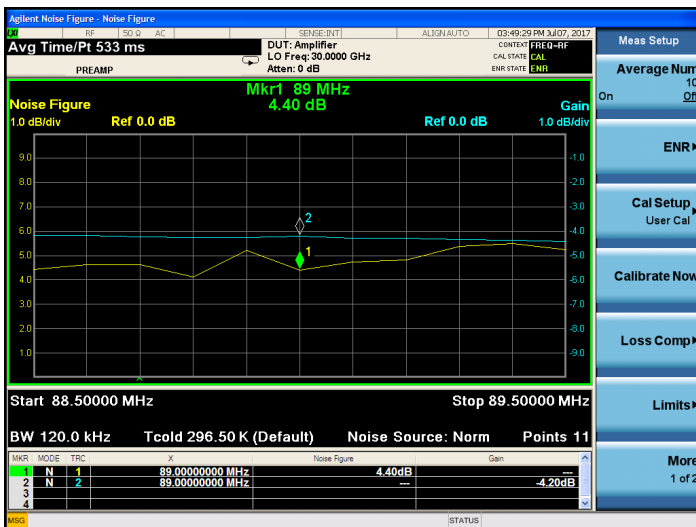 Agilent Noise Figure - Noise Figure
LXI RF 50 Ω AC SENSE:INT ALIGN AUTO 03:49:29 PM Jul 07, 2017
Avg Time/Pt 533 ms
DUT: Amplifier
LO Freq: 30.0000 GHz
Atten: 0 dB
PREAMP
CONTEXT FREQ-RF
CAL STATE CAL
ENR STATE ENR
Mkr1 89 MHz
4.40 dB
Noise Figure
Gain
1.0 dB/div Ref 0.0 dB Ref 0.0 dB 1.0 dB/div
9.0 -1.0
8.0 -2.0
7.0 -3.0
6.0 -4.0
5.0 -5.0
4.0 -6.0
3.0 -7.0
2.0 -8.0
1.0 -9.0
2
1
Start 88.50000 MHz Stop 89.50000 MHz
BW 120.0 kHz Tcold 296.50 K (Default) Noise Source: Norm Points 11
MKR MODE TRC X Noise Figure Gain
1 N 1 89.00000000 MHz 4.40dB ---
2 N 2 89.00000000 MHz --- -4.20dB
3
4
MSG STATUS
Meas Setup
Average Num
10
On Off
ENR
Cal Setup
User Cal
Calibrate Now
Loss Comp
Limits
More
1 of 2